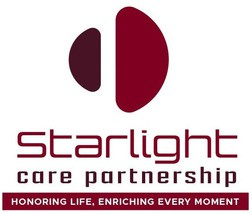 Starlight
care partnership
HONORING LIFE, ENRICHING EVERY MOMENT